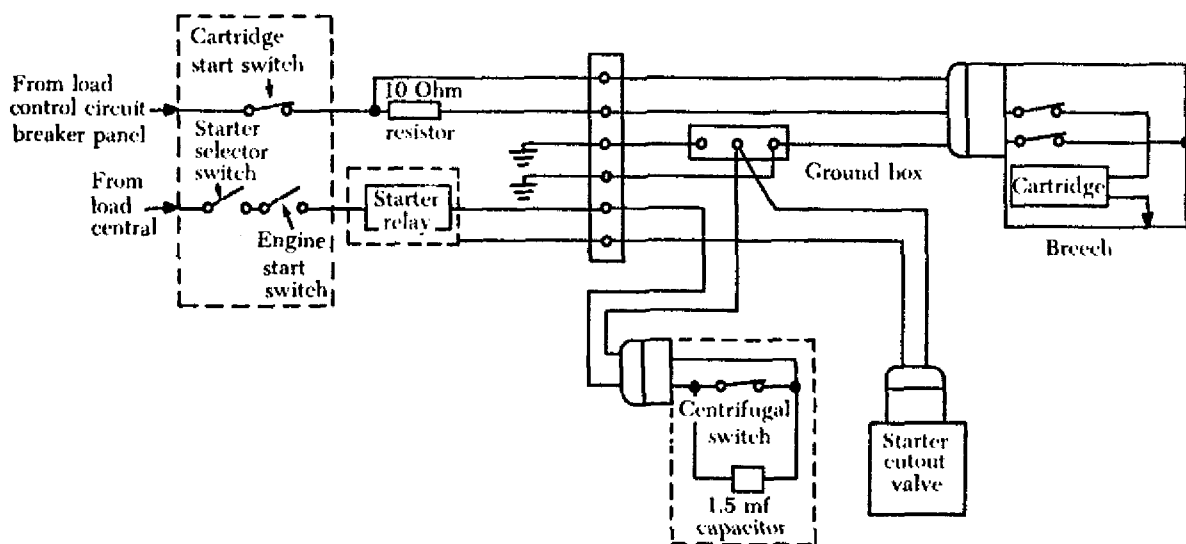 Cartridge
start switch
From load
control circuit
breaker panel
10 Ohm
resistor
Starter
selector
switch
Ground box
Cartridge
Breech
From
load
central
Starter
relay
Engine
start
switch
Centrifugal
switch
1.5 mf
capacitor
Starter
cutout
valve